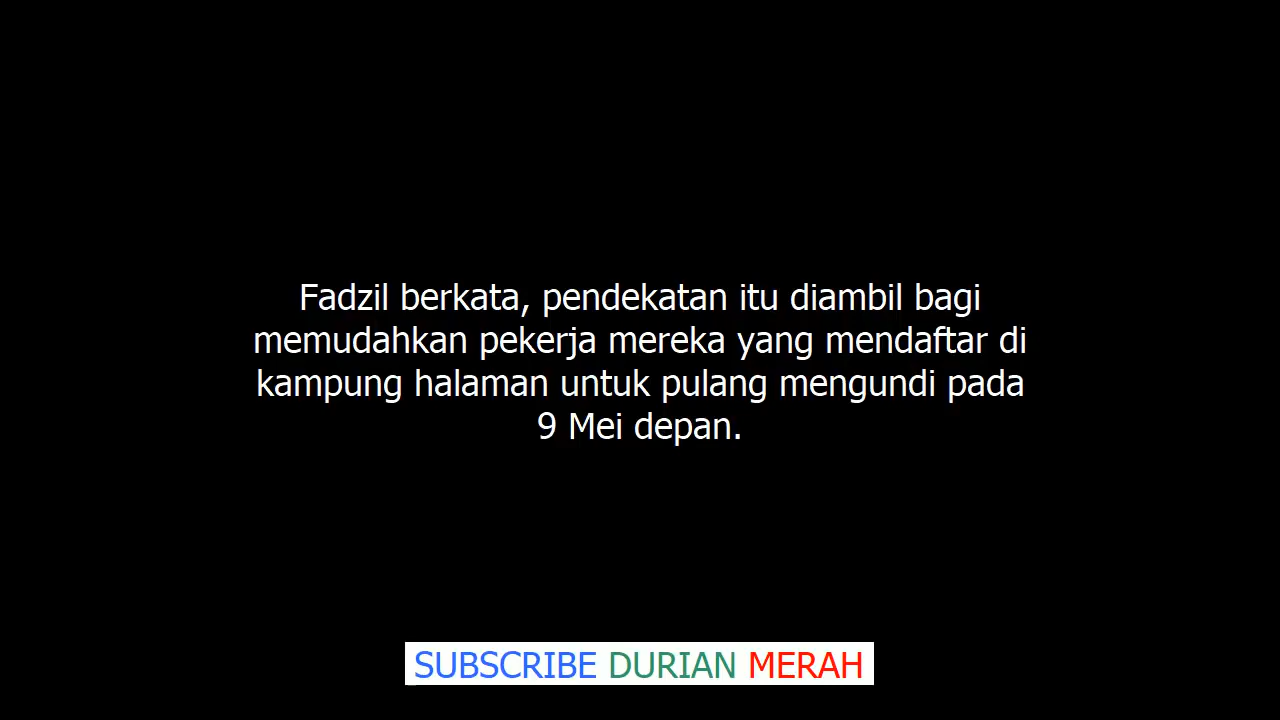 Fadzil berkata, pendekatan itu diambil bagi
memudahkan pekerja mereka yang mendaftar di
kampung halaman untuk pulang mengundi pada
9 Mei depan.
SUBSCRIBE DURIAN MERAH